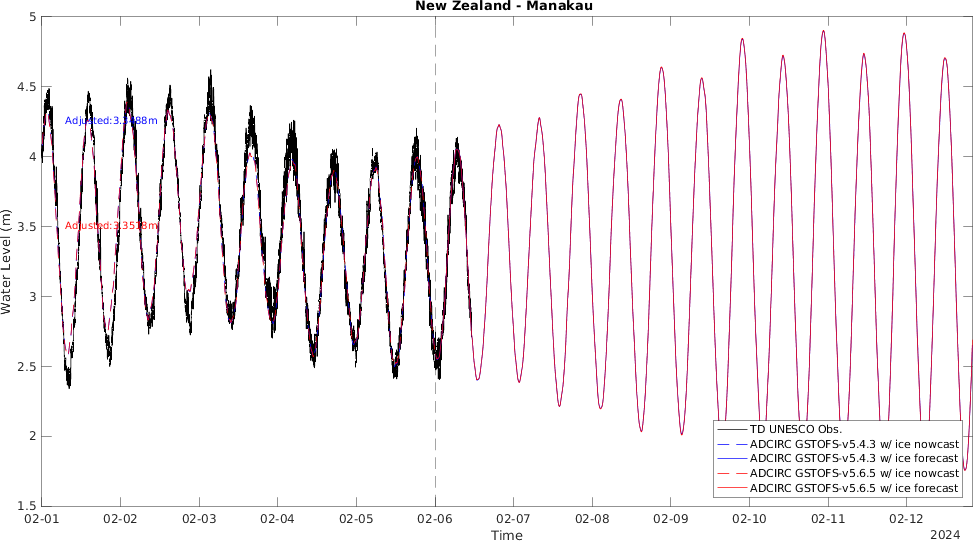 New Zealand - Manakau
Water Level (m)
5
4.5
4
3.5
3
2.5
2
1.5
Adjusted:3.3488m
Adjusted:3.3518m
TD UNESCO Obs.
ADCIRC GSTOFS-v5.4.3 w/ ice nowcast
ADCIRC GSTOFS-v5.4.3 w/ ice forecast
ADCIRC GSTOFS-v5.6.5 w/ ice nowcast
ADCIRC GSTOFS-v5.6.5 w/ ice forecast
02-01 02-02 02-03 02-04 02-05 02-06 02-07 02-08 02-09 02-10 02-11 02-12
Time
2024